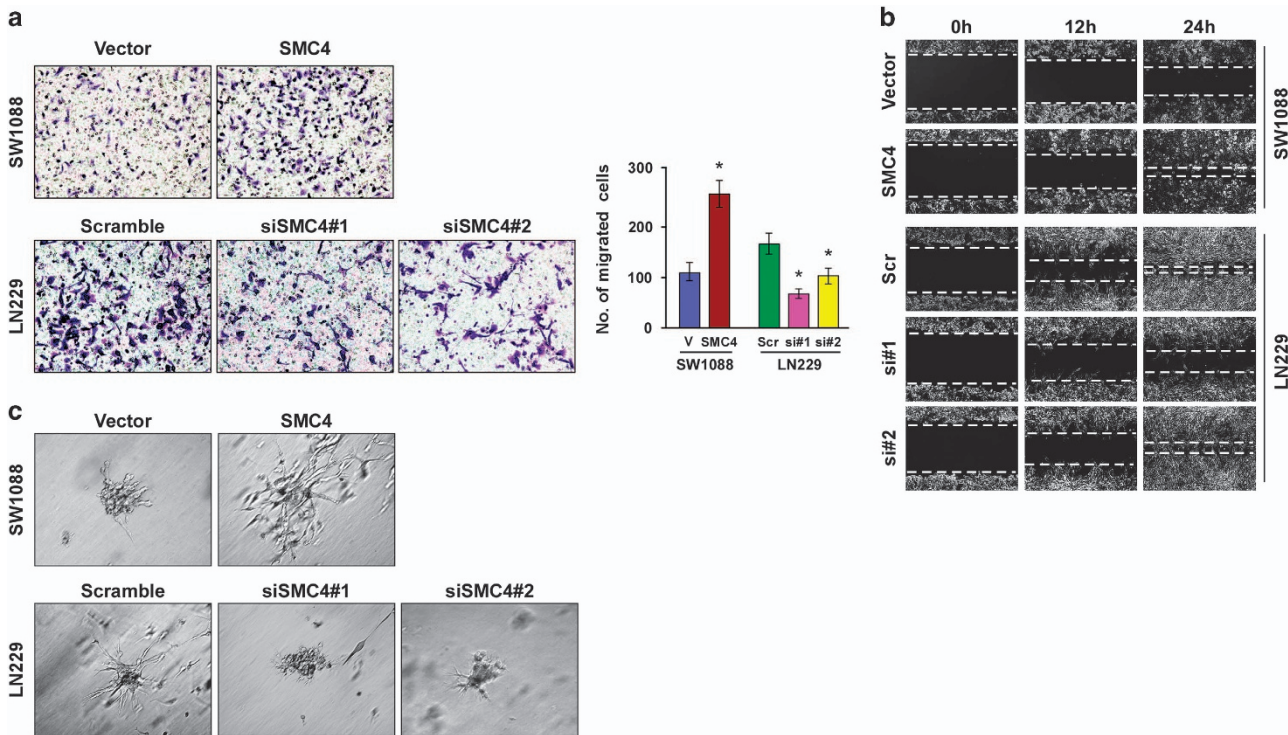 a
Vector SMC4
SW1088
Scramble siSMC4#1 siSMC4#2
LN229
No. of migrated cells
300
200
100
0
*
*
*
V SMC4 Scr si#1 si#2
SW1088 LN229
b
0h 12h 24h
Vector
SMC4
SW1088
Scr
si#1
si#2
LN229
c
Vector SMC4
SW1088
Scramble siSMC4#1 siSMC4#2
LN229